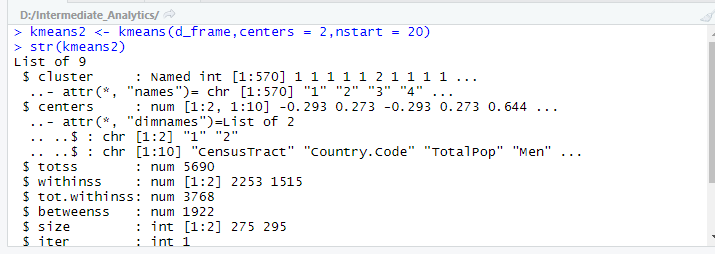 D:/Intermediate_Analytics/
> kmeans2 <- kmeans(d_frame,centers = 2,nstart = 20)
> str(kmeans2)
List of 9
 $ cluster     : Named int [1:570] 1 1 1 1 1 2 1 1 1 1 ...
  ..- attr(*, "names")= chr [1:570] "1" "2" "3" "4" ...
 $ centers     : num [1:2, 1:10] -0.293 0.273 -0.293 0.273 0.644 ...
  ..- attr(*, "dimnames")=List of 2
  .. ..$ : chr [1:2] "1" "2"
  .. ..$ : chr [1:10] "CensusTract" "Country.Code" "TotalPop" "Men" ...
 $ totss       : num 5690
 $ withinss    : num [1:2] 2253 1515
 $ tot.withinss: num 3768
 $ betweenss   : num 1922
 $ size        : int [1:2] 275 295
 $ iter        : int 1